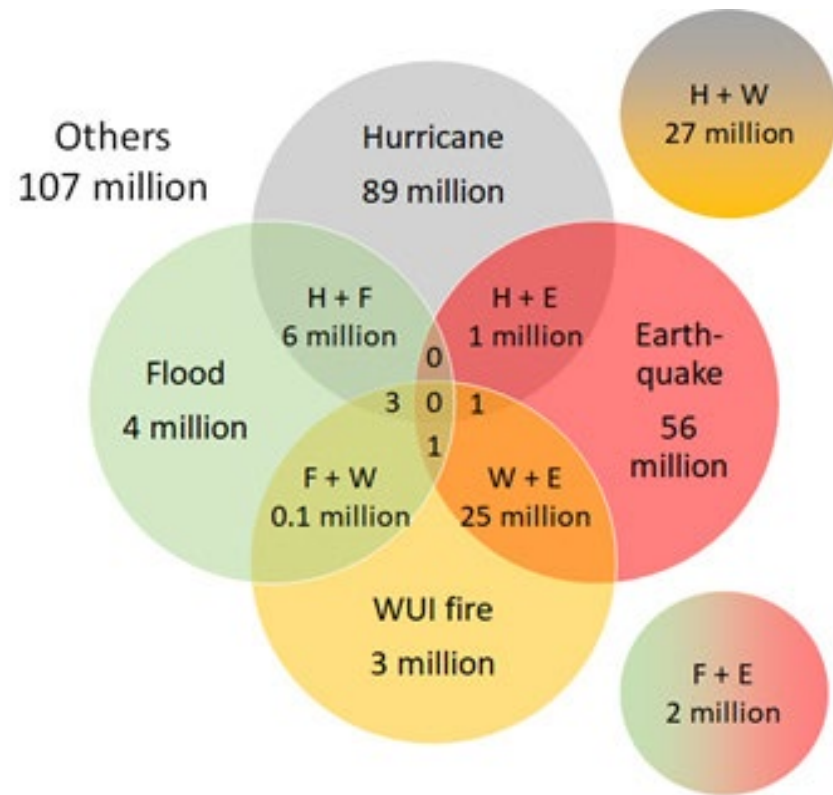 Others
107 million
Hurricane
89 million
H + W
27 million
H + F
6 million
H + E
1 million
Flood
4 million
Earth-
quake
56
million
0
3
0
1
1
F + W
0.1 million
W + E
25 million
WUI fire
3 million
F + E
2 million